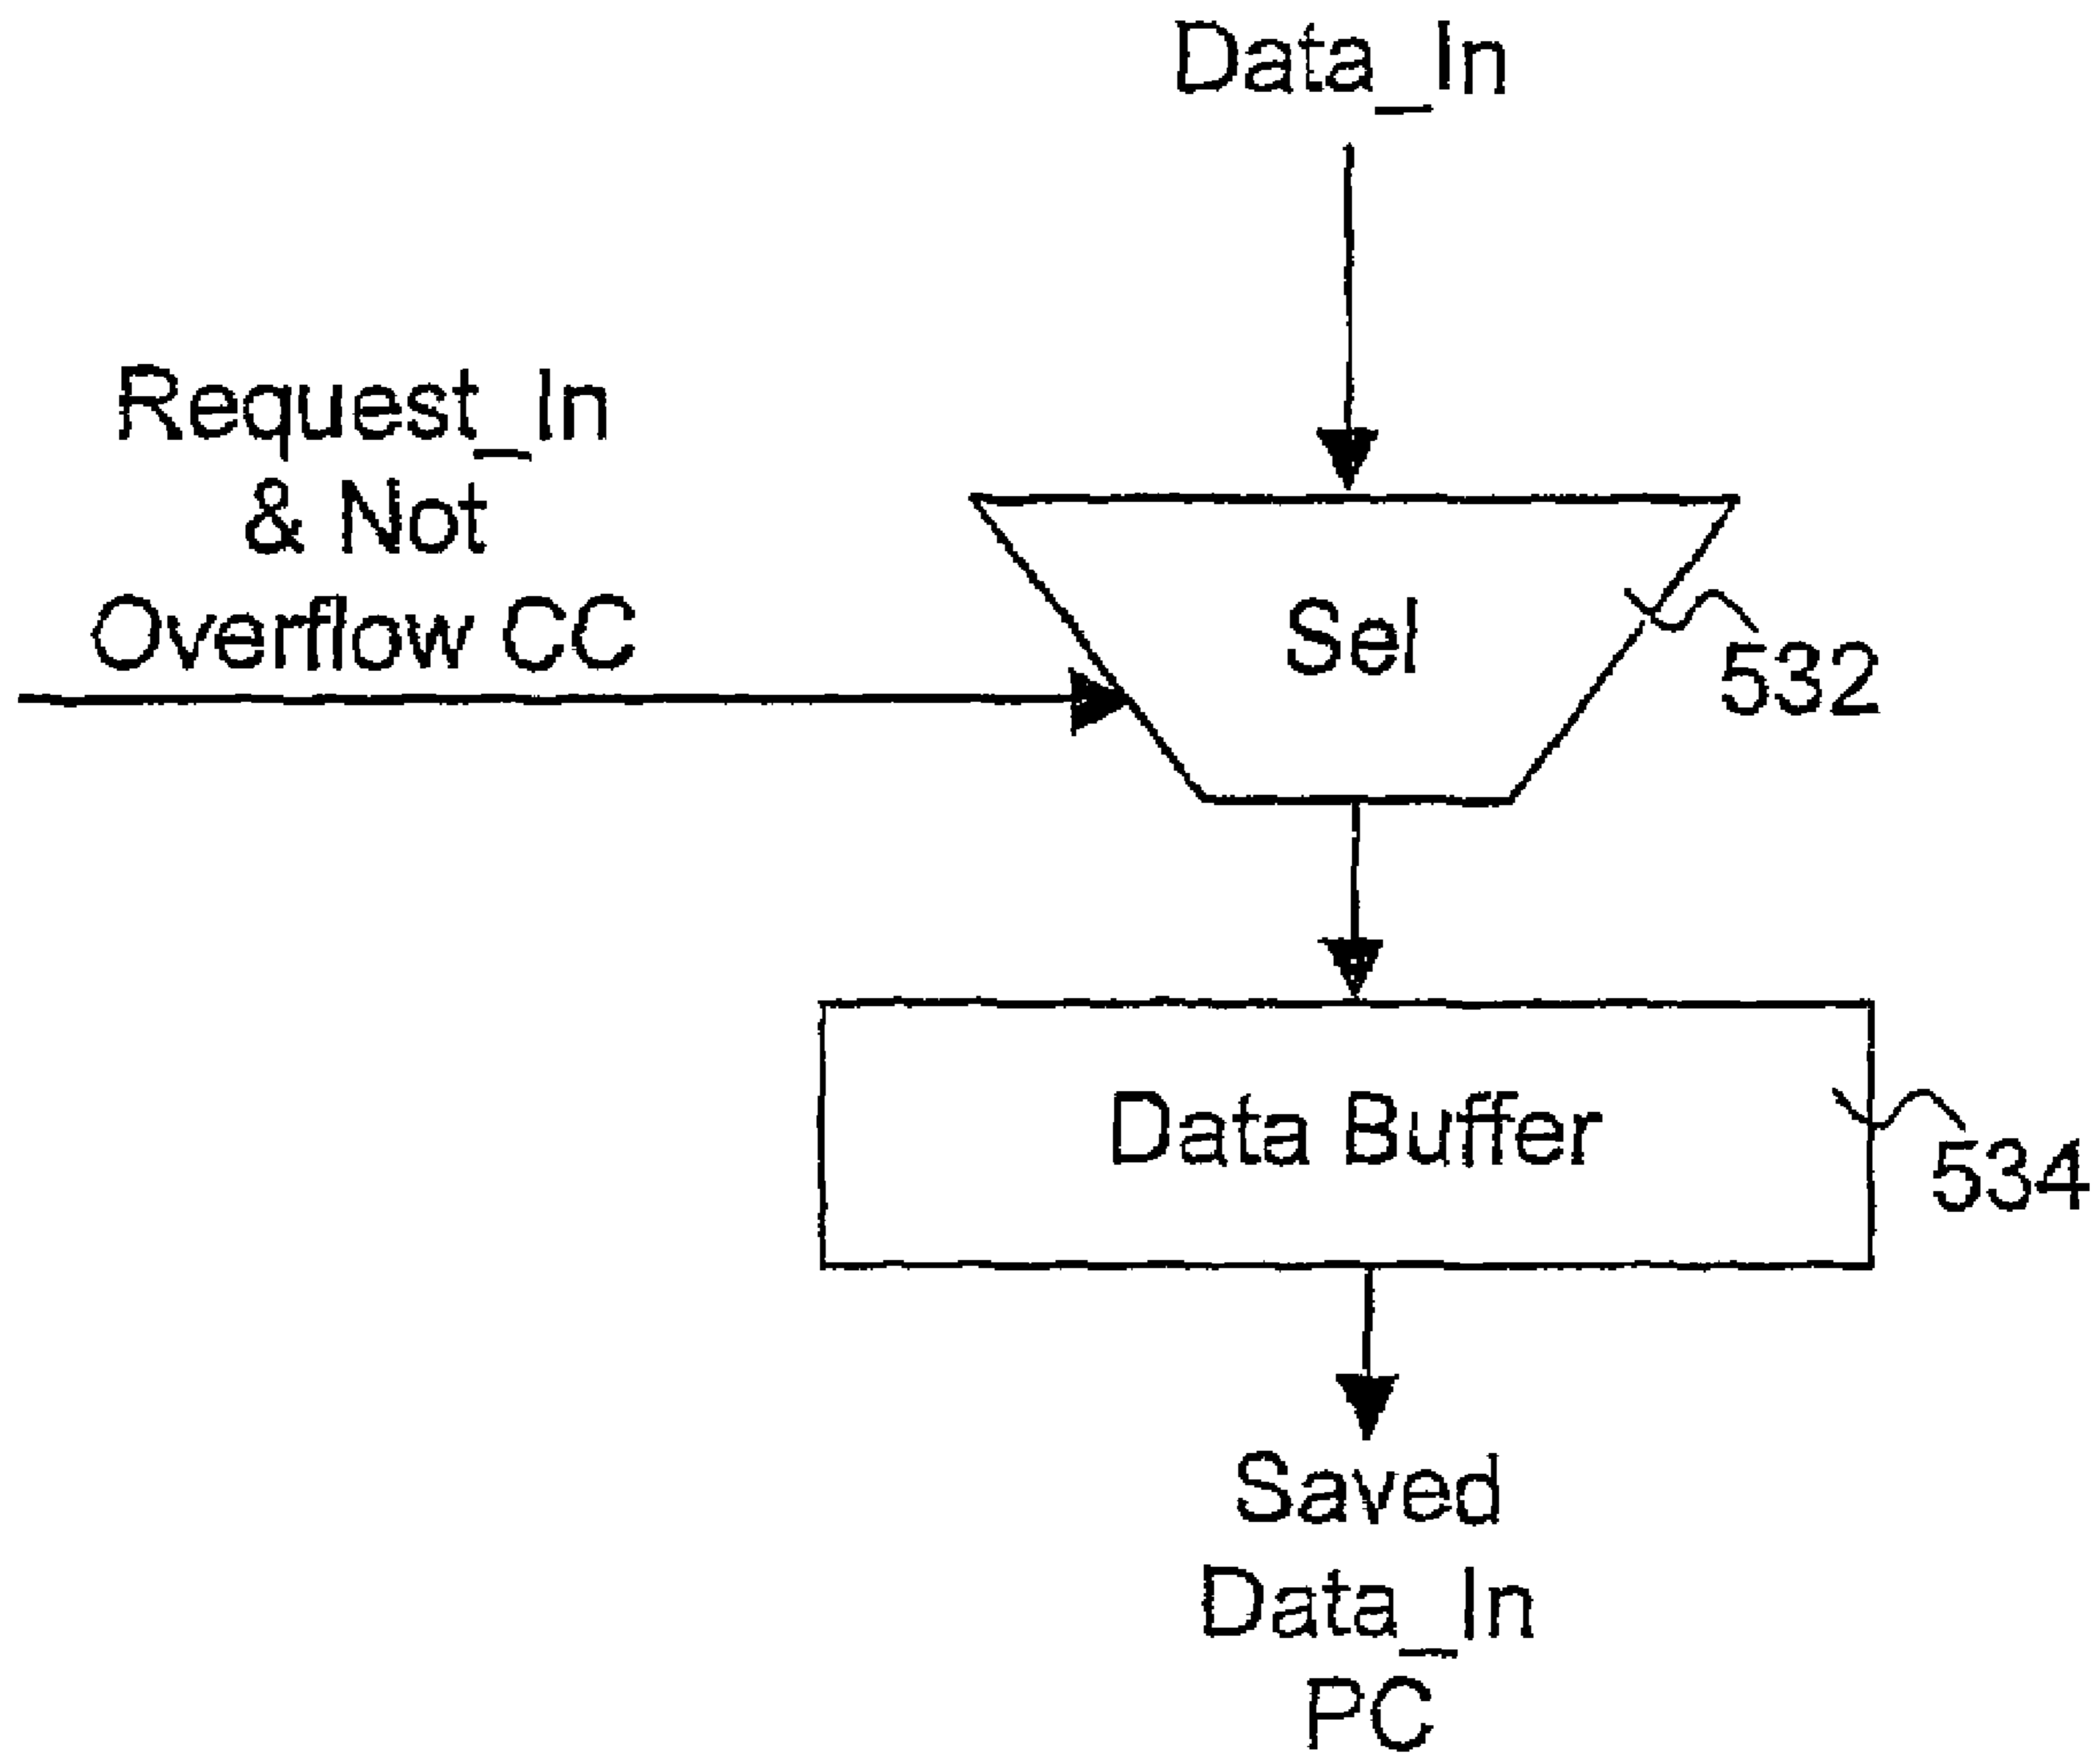 Data_In
Request_In
& Not
Overflow CC
Sel
532
Data Buffer
534
Saved
Data_In
PC